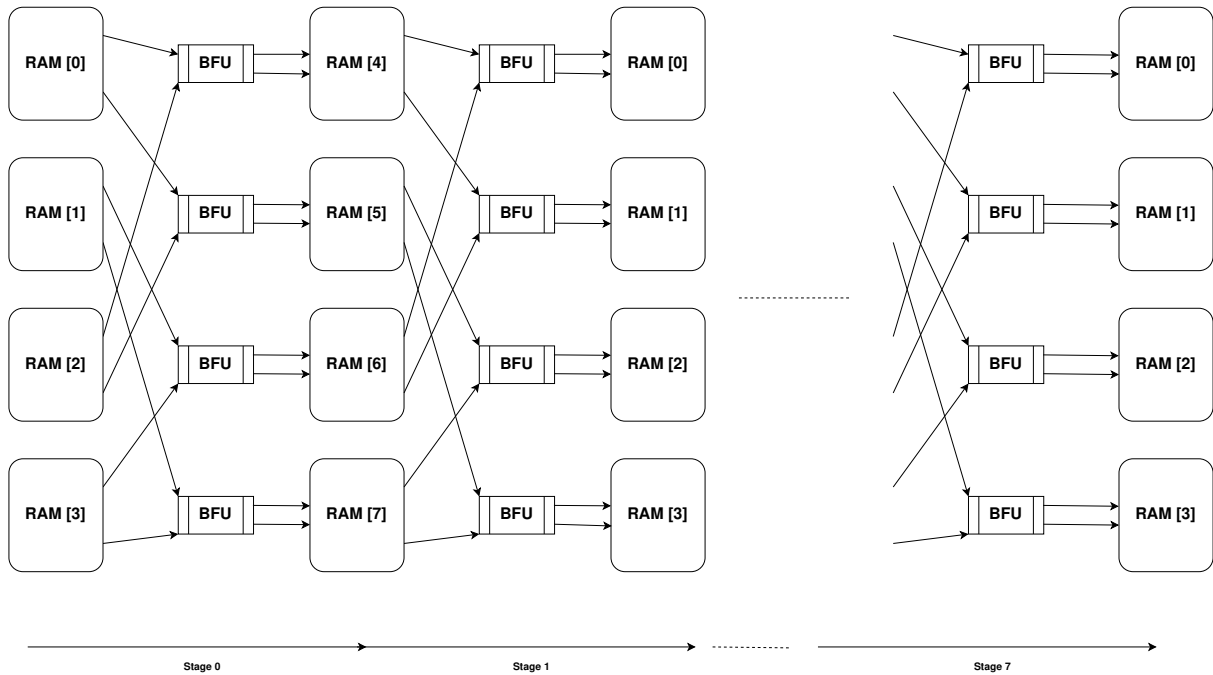 RAM [0] BFU RAM [4] BFU RAM [0] BFU RAM [0]
RAM [1] BFU RAM [5] BFU RAM [1] BFU RAM [1]
RAM [2] BFU RAM [6] BFU RAM [2] BFU RAM [2]
RAM [3] BFU RAM [7] BFU RAM [3] BFU RAM [3]
Stage 0 Stage 1 Stage 7